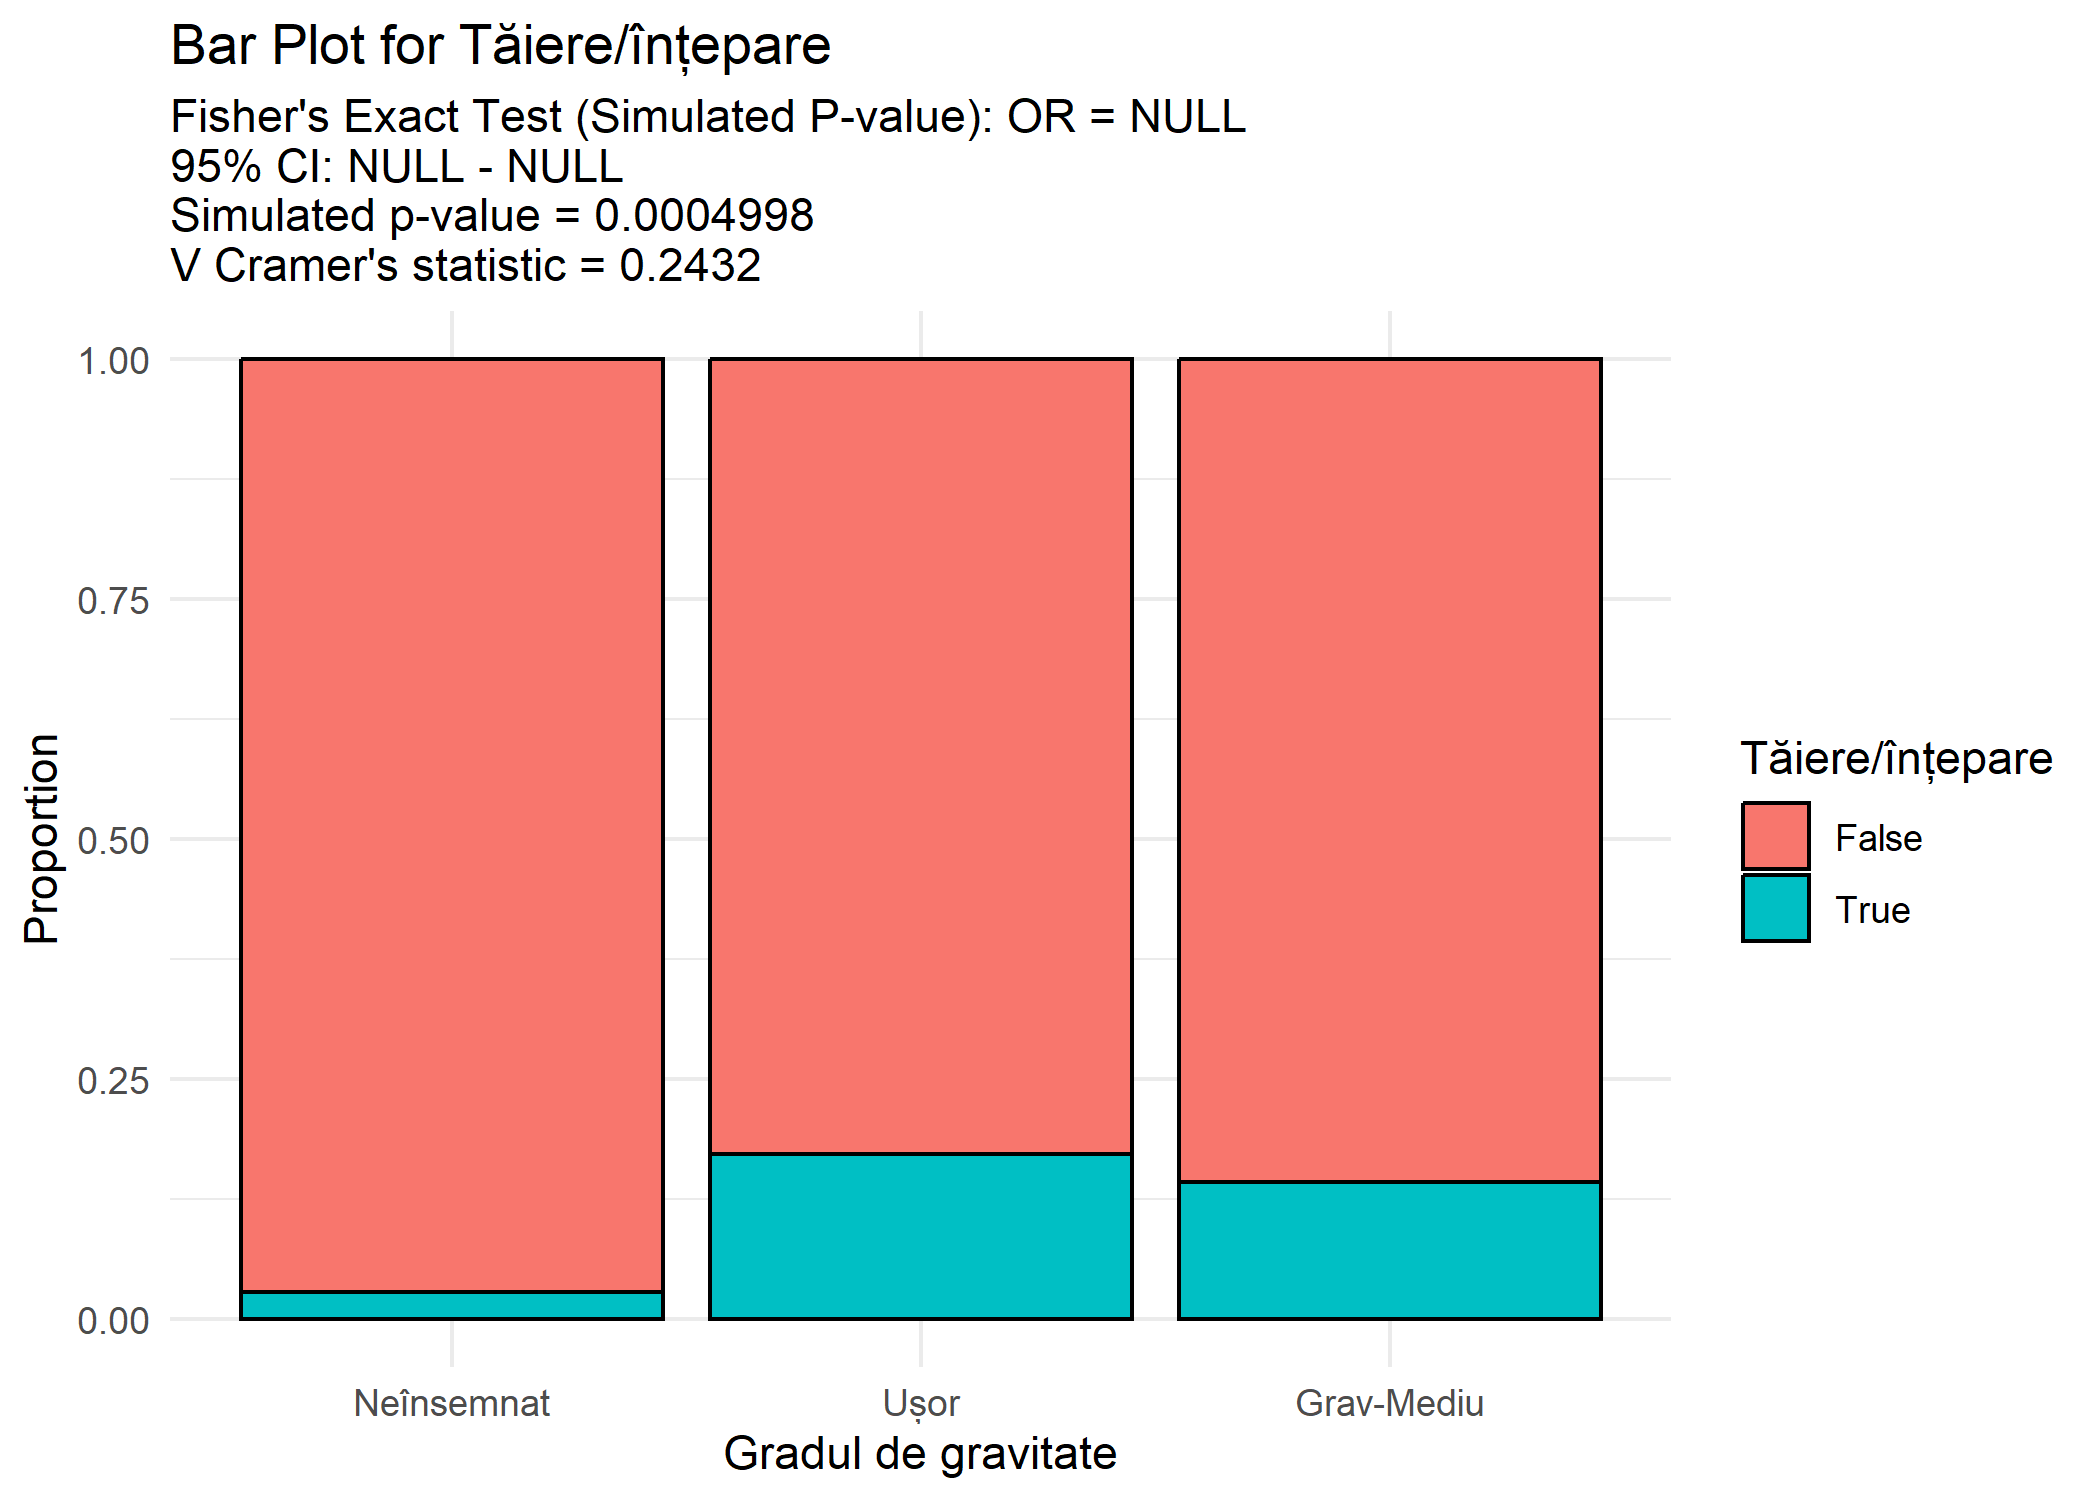 Bar Plot for Tăiere/înțepare
Fisher's Exact Test (Simulated P-value): OR = NULL
95% CI: NULL - NULL
Simulated p-value = 0.0004998
V Cramer's statistic = 0.2432
1.00
0.75
0.50
0.25
0.00
Proportion
Neînsemnat
Ușor
Grav-Mediu
Gradul de gravitate
Tăiere/înțepare
False
True